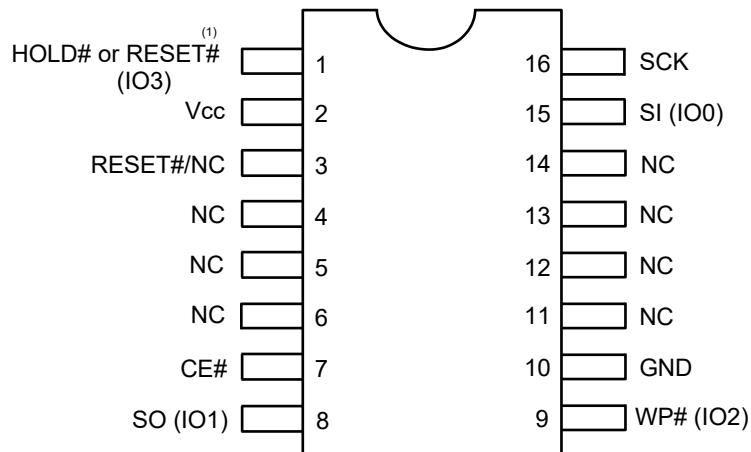 (1)
HOLD# or RESET#
(IO3)
1
16
SCK
Vcc
2
15
SI (IO0)
RESET#/NC
3
14
NC
NC
4
13
NC
NC
5
12
NC
NC
6
11
NC
CE#
7
10
GND
SO (IO1)
8
9
WP# (IO2)